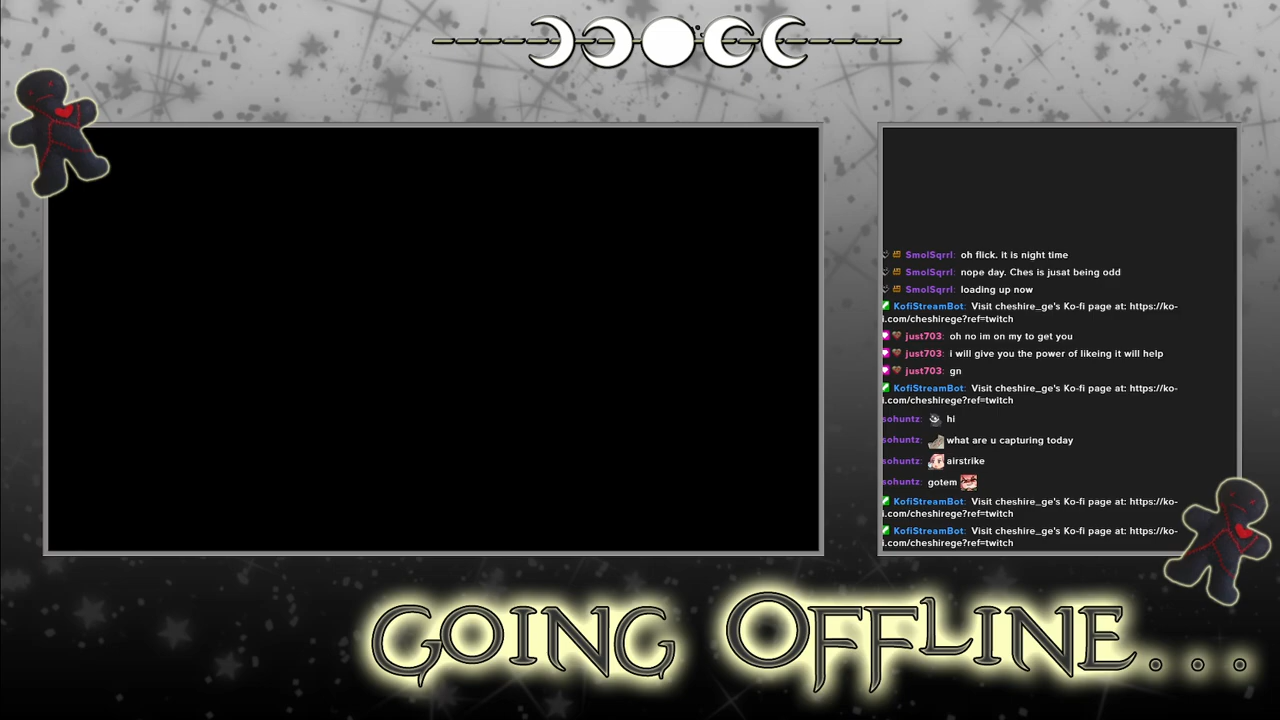 SmolSqrrl: oh flick. it is night time
SmolSqrrl: nope day. Ches is jusat being odd
SmolSqrrl: loading up now
KofiStreamBot: Visit cheshire_ge's Ko-fi page at: https://ko-
i.com/cheshirege?ref=twitch
just703: oh no im on my to get you
just703: i will give you the power of likeing it will help
just703: gn
KofiStreamBot: Visit cheshire_ge's Ko-fi page at: https://ko-
i.com/cheshirege?ref=twitch
sohuntz: hi
sohuntz: what are u capturing today
sohuntz: airstrike
sohuntz: gotem
KofiStreamBot: Visit cheshire_ge's Ko-fi page at: https://ko-
i.com/cheshirege?ref=twitch
KofiStreamBot: Visit cheshire_ge's Ko-fi page at: https://ko-
i.com/cheshirege?ref=twitch
Going Offline...